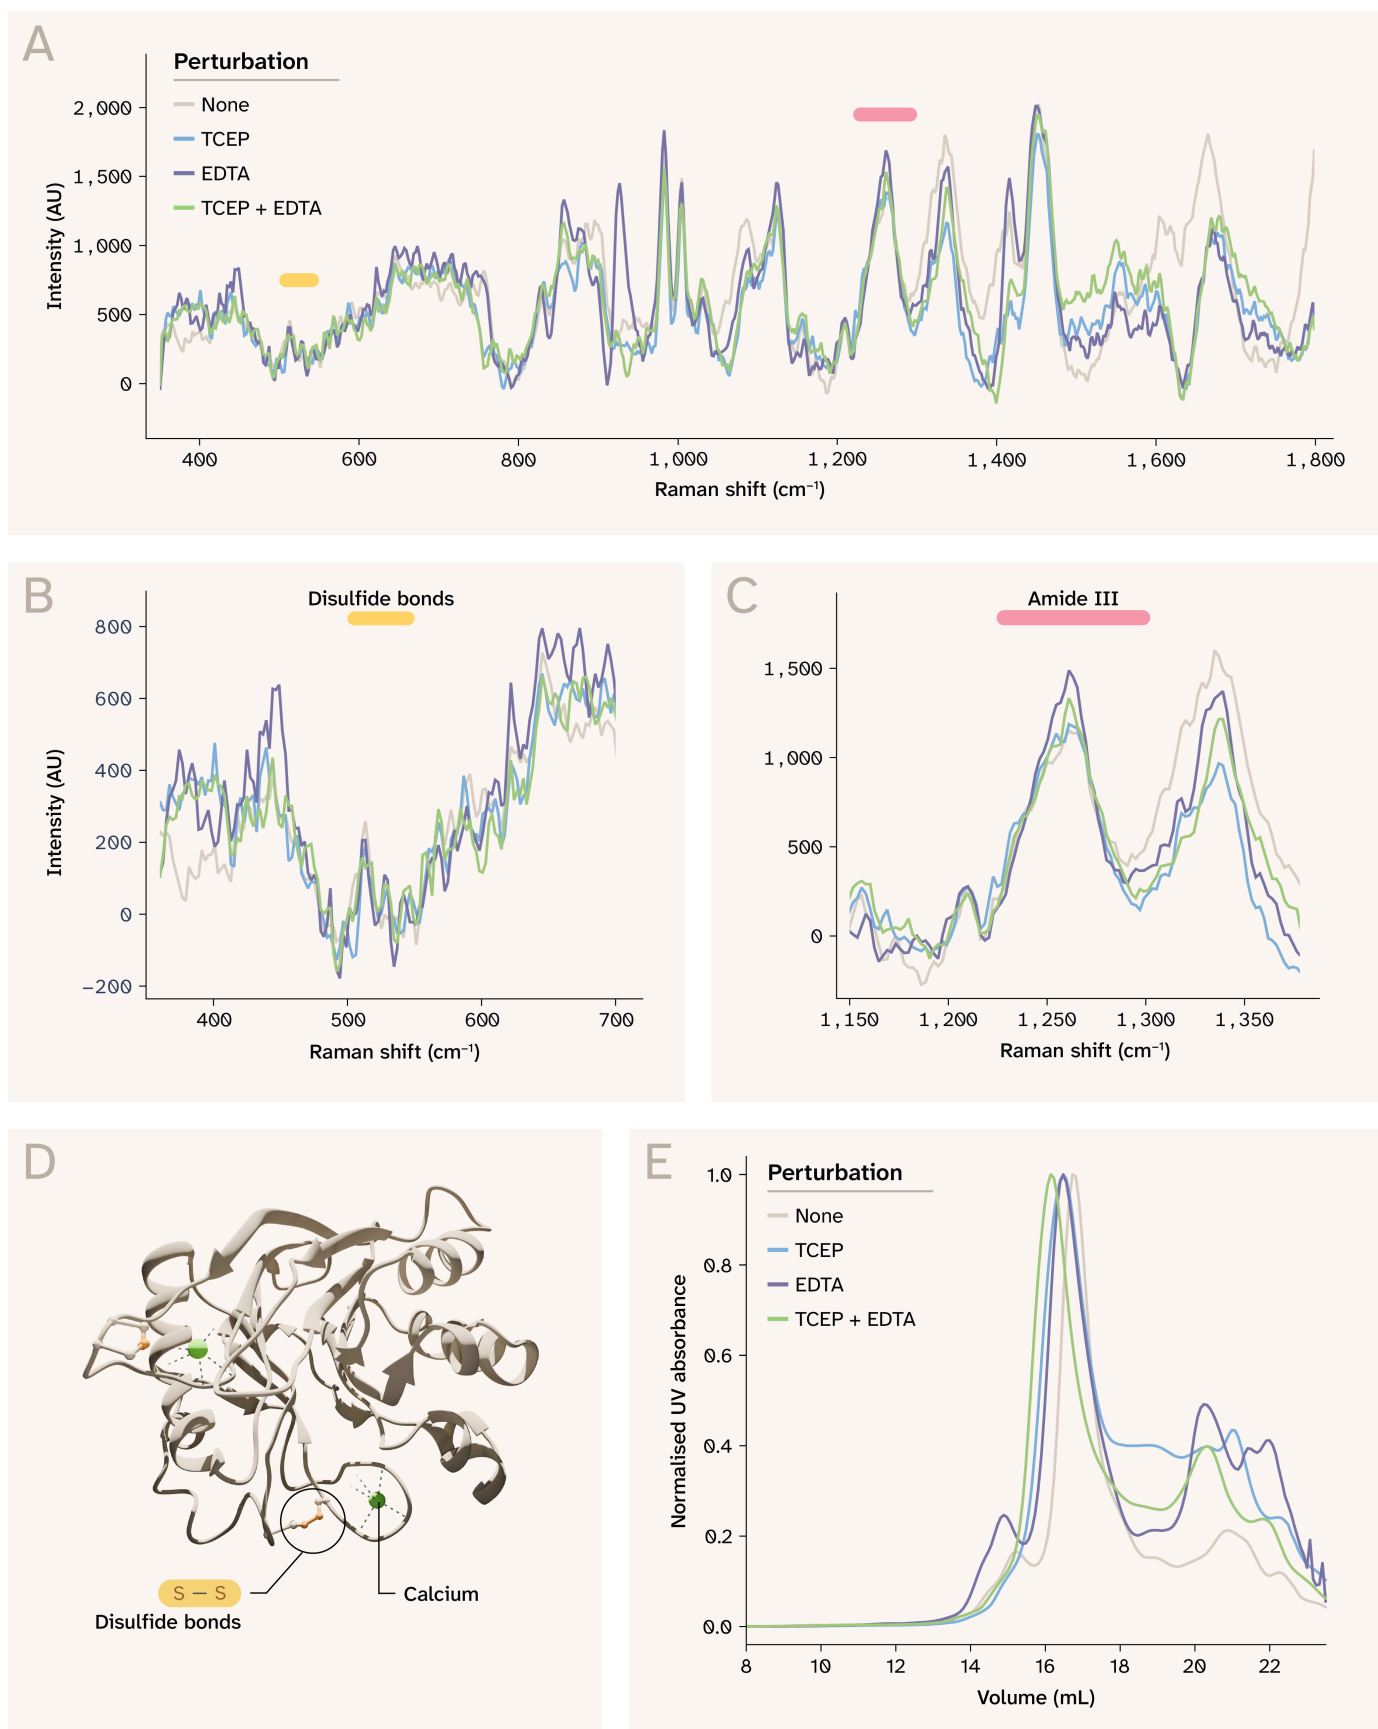 A
Perturbation
None
TCEP
EDTA
TCEP + EDTA
Intensity (AU)
2,000
1,500
1,000
500
0
400 600 800 1,000 1,200 1,400 1,600 1,800
Raman shift (cm⁻¹)
B
Disulfide bonds
Intensity (AU)
800
600
400
200
0
−200
400 500 600 700
Raman shift (cm⁻¹)
C
Amide III
1,500
1,000
500
0
1,150 1,200 1,250 1,300 1,350
Raman shift (cm⁻¹)
D
S — S
Disulfide bonds
Calcium
E
Perturbation
None
TCEP
EDTA
TCEP + EDTA
Normalised UV absorbance
1.0
0.8
0.6
0.4
0.2
0.0
8 10 12 14 16 18 20 22
Volume (mL)